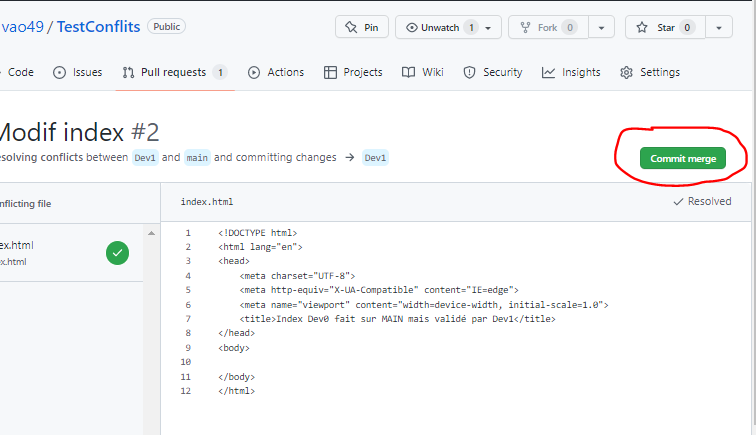 vao49 / TestConflits Public Pin Unwatch 1 Fork 0 Star 0
Code Issues Pull requests 1 Actions Projects Wiki Security Insights Settings
Modif index #2
esolving conflicts between Dev1 and main and committing changes → Dev1
Commit merge
nflicting file
index.html
Resolved
ex.html
ex.html
1 <!DOCTYPE html>
2 <html lang="en">
3 <head>
4 <meta charset="UTF-8">
5 <meta http-equiv="X-UA-Compatible" content="IE=edge">
6 <meta name="viewport" content="width=device-width, initial-scale=1.0">
7 <title>Index Dev0 fait sur MAIN mais validé par Dev1</title>
8 </head>
9 <body>
10
11 </body>
12 </html>